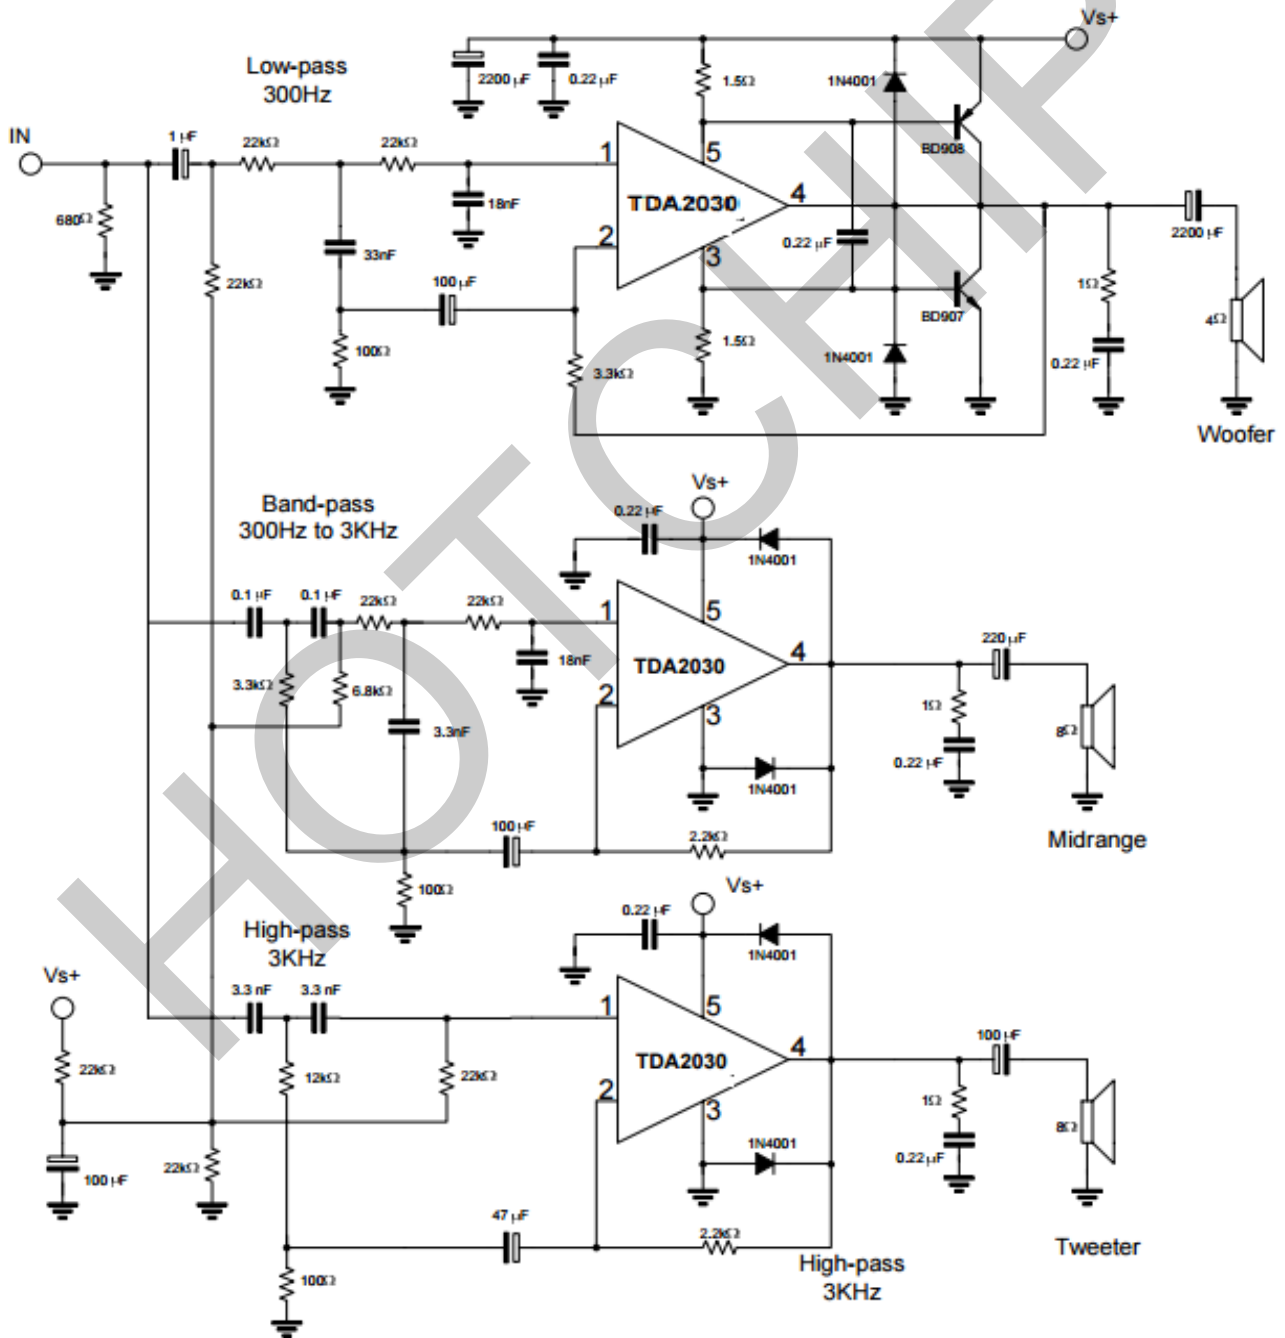 Vs+
Low-pass
300Hz
2200 µF
0.22 µF
1.5Ω
1N4001
IN
1 µF
22kΩ
22kΩ
1
5
BD908
TDA2030
4
680Ω
18nF
2
3
0.22 µF
2200 µF
33nF
22kΩ
100 µF
BD907
1Ω
4Ω
100Ω
3.3kΩ
1.5Ω
1N4001
0.22 µF
Woofer
Vs+
Band-pass
300Hz to 3KHz
0.22 µF
1N4001
0.1 µF
0.1 µF
22kΩ
22kΩ
1
5
TDA2030
4
220 µF
18nF
3.3kΩ
6.8kΩ
2
3
1Ω
3.3nF
8Ω
0.22 µF
1N4001
100 µF
2.2kΩ
Midrange
100Ω
Vs+
0.22 µF
High-pass
3KHz
1N4001
Vs+
3.3 nF
3.3 nF
1
5
TDA2030
4
100 µF
22kΩ
12kΩ
22kΩ
2
3
1Ω
8Ω
1N4001
0.22 µF
100 µF
22kΩ
47 µF
2.2kΩ
Tweeter
High-pass
3KHz
100Ω
HOTCHIP